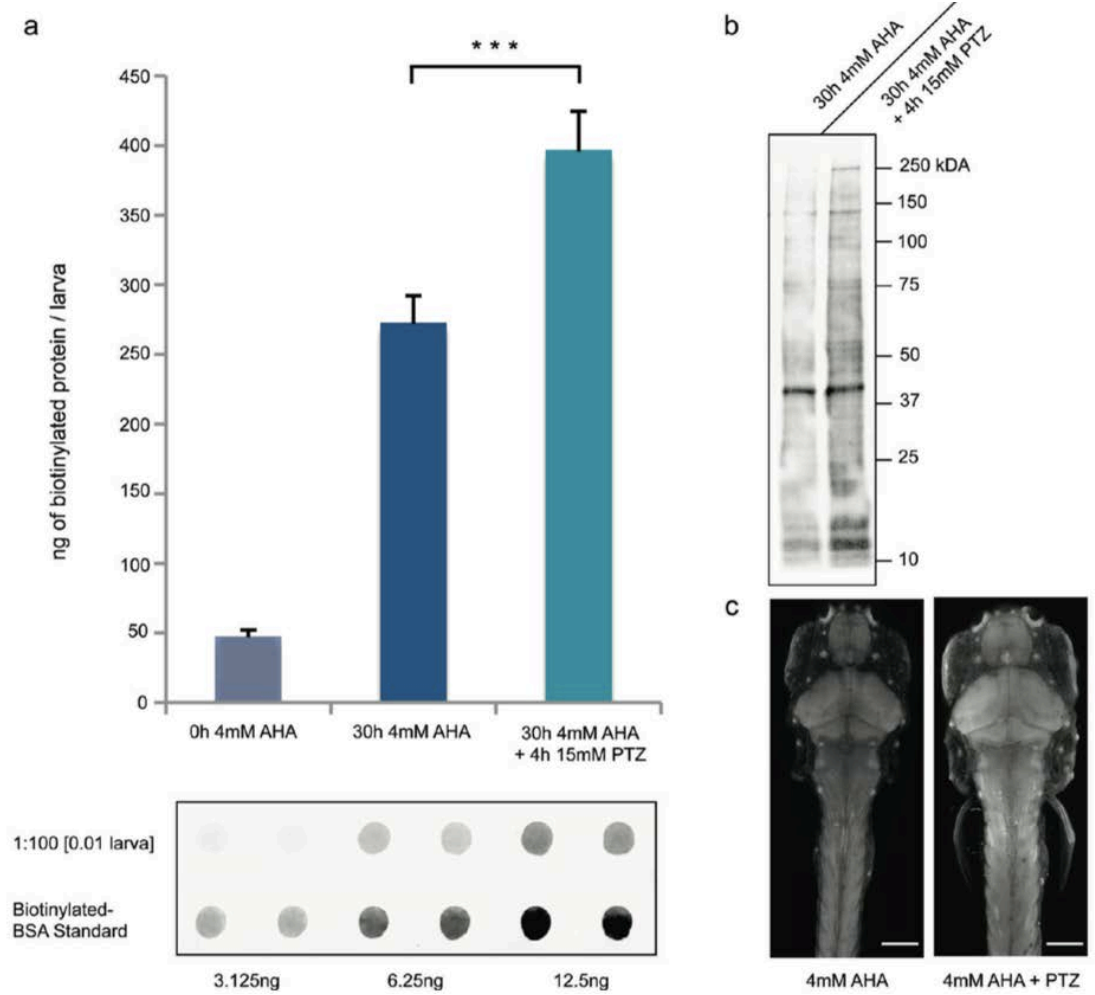 a
* * *
450
400
350
300
250
200
150
100
50
0
ng of biotinylated protein / larva
0h 4mM AHA
30h 4mM AHA
30h 4mM AHA
+ 4h 15mM PTZ
1:100 [0.01 larva]
Biotinylated-
BSA Standard
3.125ng
6.25ng
12.5ng
b
30h 4mM AHA
30h 4mM AHA
+ 4h 15mM PTZ
250 kDA
150
100
75
50
37
25
10
c
4mM AHA
4mM AHA + PTZ